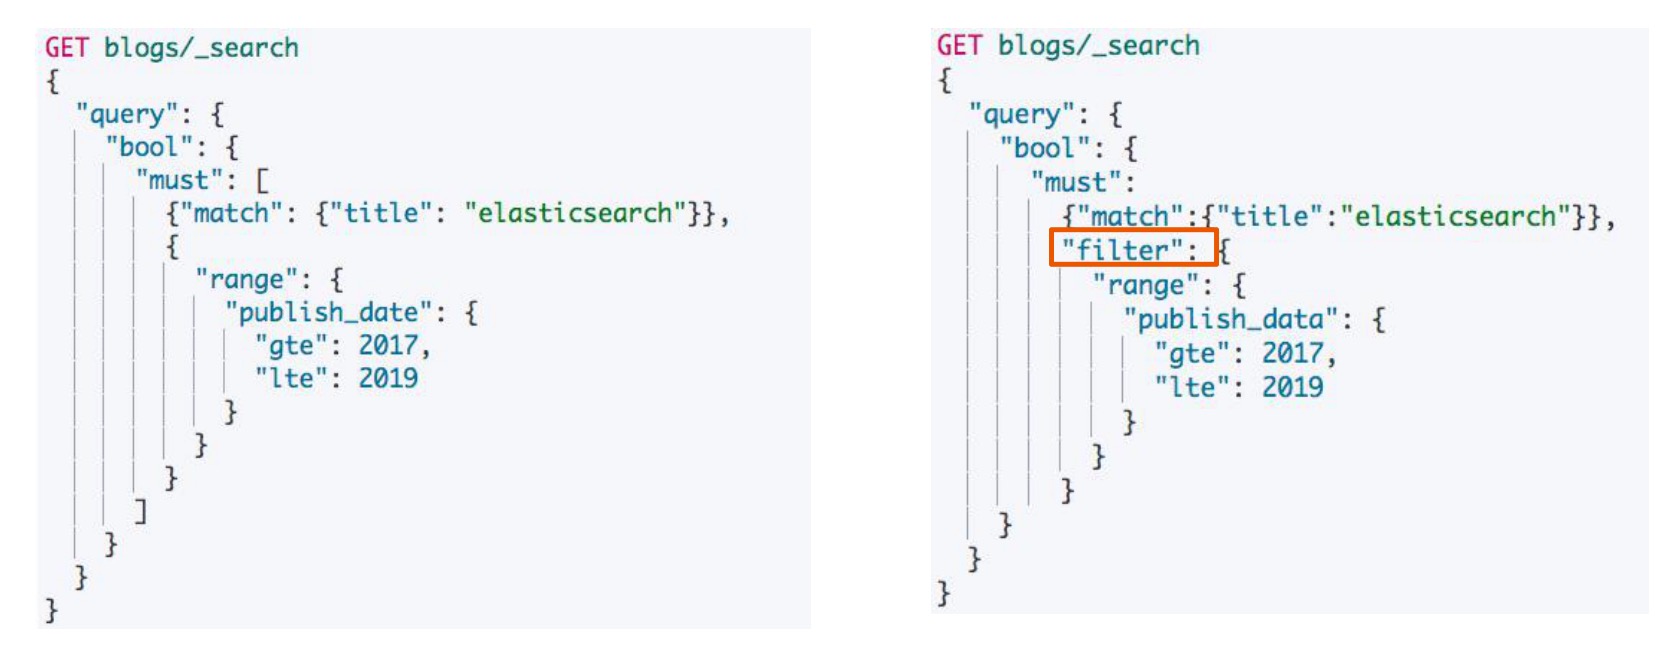 GET blogs/_search
{
"query": {
"bool": {
"must": [
{"match": {"title": "elasticsearch"}},
{
"range": {
"publish_date": {
"gte": 2017,
"lte": 2019
}
}
}
]
}
}
}
GET blogs/_search
{
"query": {
"bool": {
"must":
{"match":{"title":"elasticsearch"}},
"filter": {
"range": {
"publish_data": {
"gte": 2017,
"lte": 2019
}
}
}
}
}
}